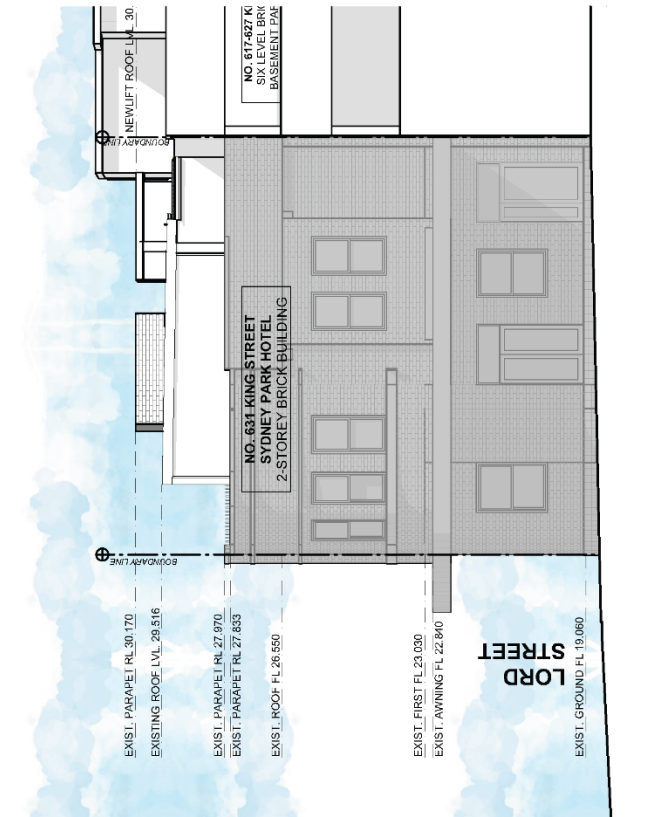 NEW LIFT ROOF LVL. 30.
NO. 617-627 K
SIX LEVEL BRI
BASEMENT PA
BOUNDARY LINE
NO. 631 KING STREET
SYDNEY PARK HOTEL
2-STOREY BRICK BUILDING
BOUNDARY LINE
EXIST. PARAPET RL 30.170
EXISTING ROOF LVL. 29.516
EXIST. PARAPET RL 27.970
EXIST. PARAPET RL 27.833
EXIST. ROOF FL 26.550
EXIST. FIRST FL 23.030
EXIST. AWNING FL 22.840
LORD
STREET
EXIST. GROUND FL 19.060